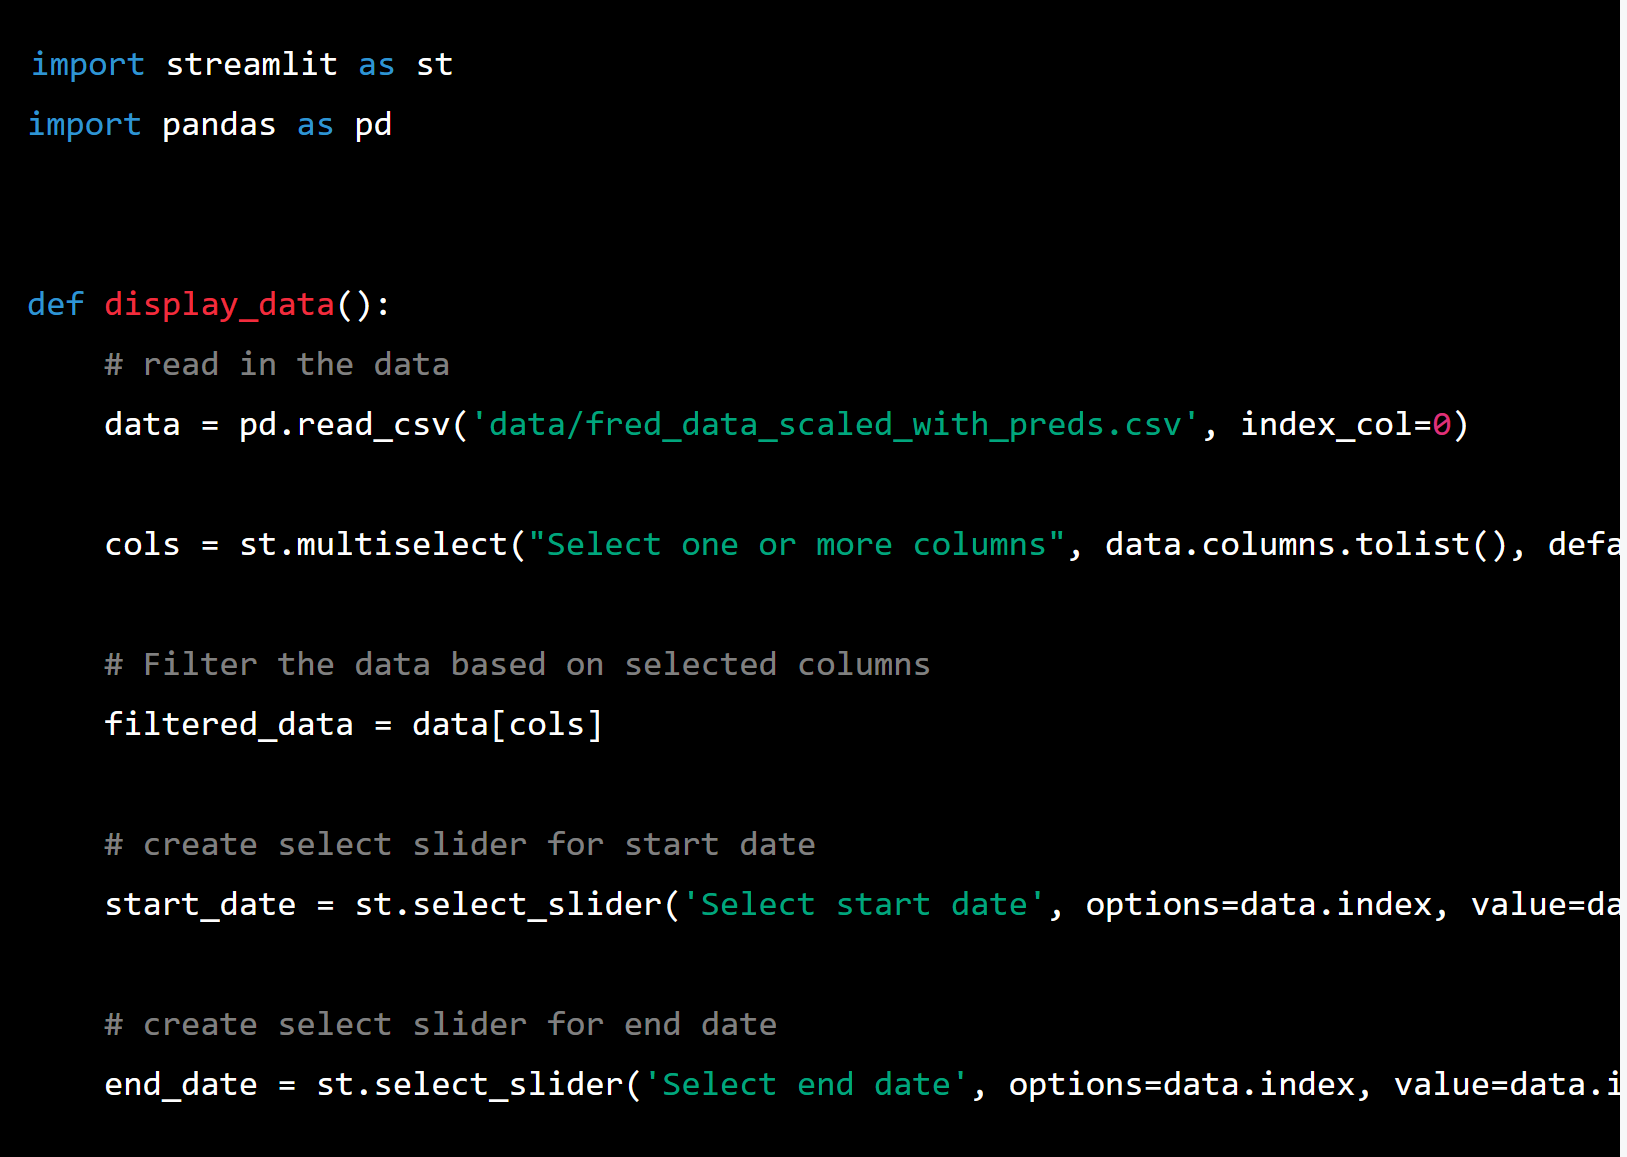 import streamlit as st
import pandas as pd
def display_data():
# read in the data
data = pd.read_csv('data/fred_data_scaled_with_preds.csv', index_col=0)
cols = st.multiselect("Select one or more columns", data.columns.tolist(), defa
# Filter the data based on selected columns
filtered_data = data[cols]
# create select slider for start date
start_date = st.select_slider('Select start date', options=data.index, value=da
# create select slider for end date
end_date = st.select_slider('Select end date', options=data.index, value=data.i